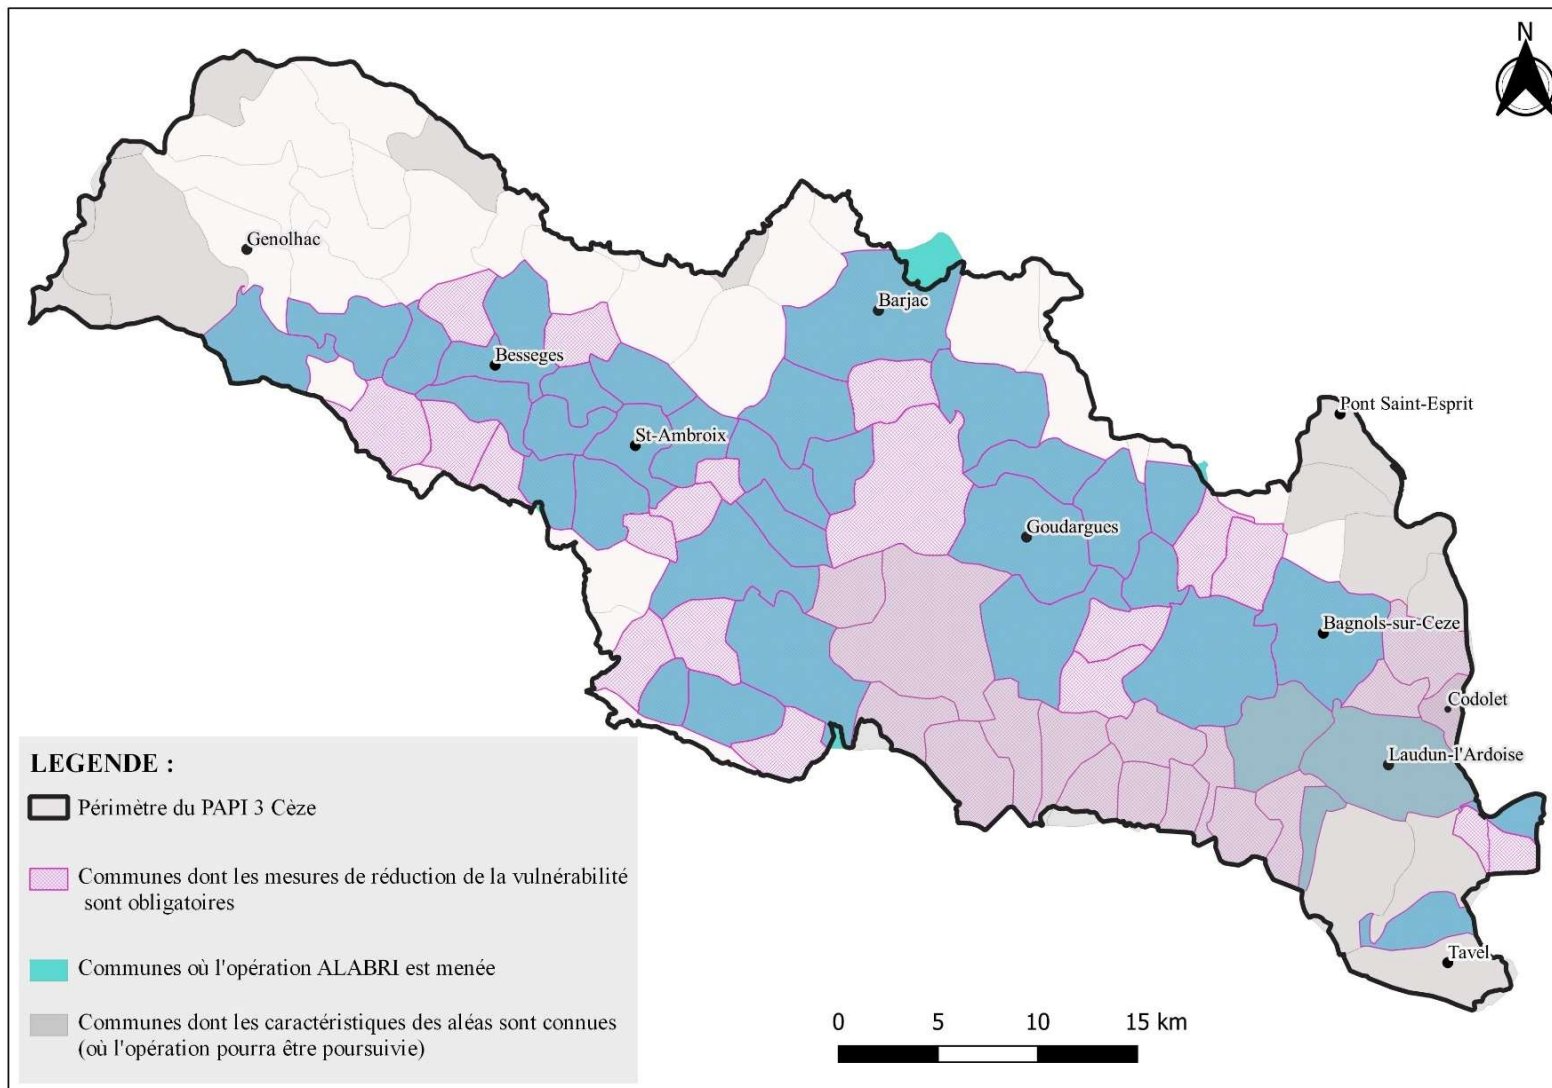 N
Genolhac
Barjac
Besseges
Pont Saint-Esprit
St-Ambroix
Goudargues
Bagnols-sur-Ceze
Codolet
Laudun-l'Ardoise
Tavel
LEGENDE :
Périmètre du PAPI 3 Cèze
Communes dont les mesures de réduction de la vulnérabilité
sont obligatoires
Communes où l'opération ALABRI est menée
Communes dont les caractéristiques des aléas sont connues
(où l'opération pourra être poursuivie)
0 5 10 15 km